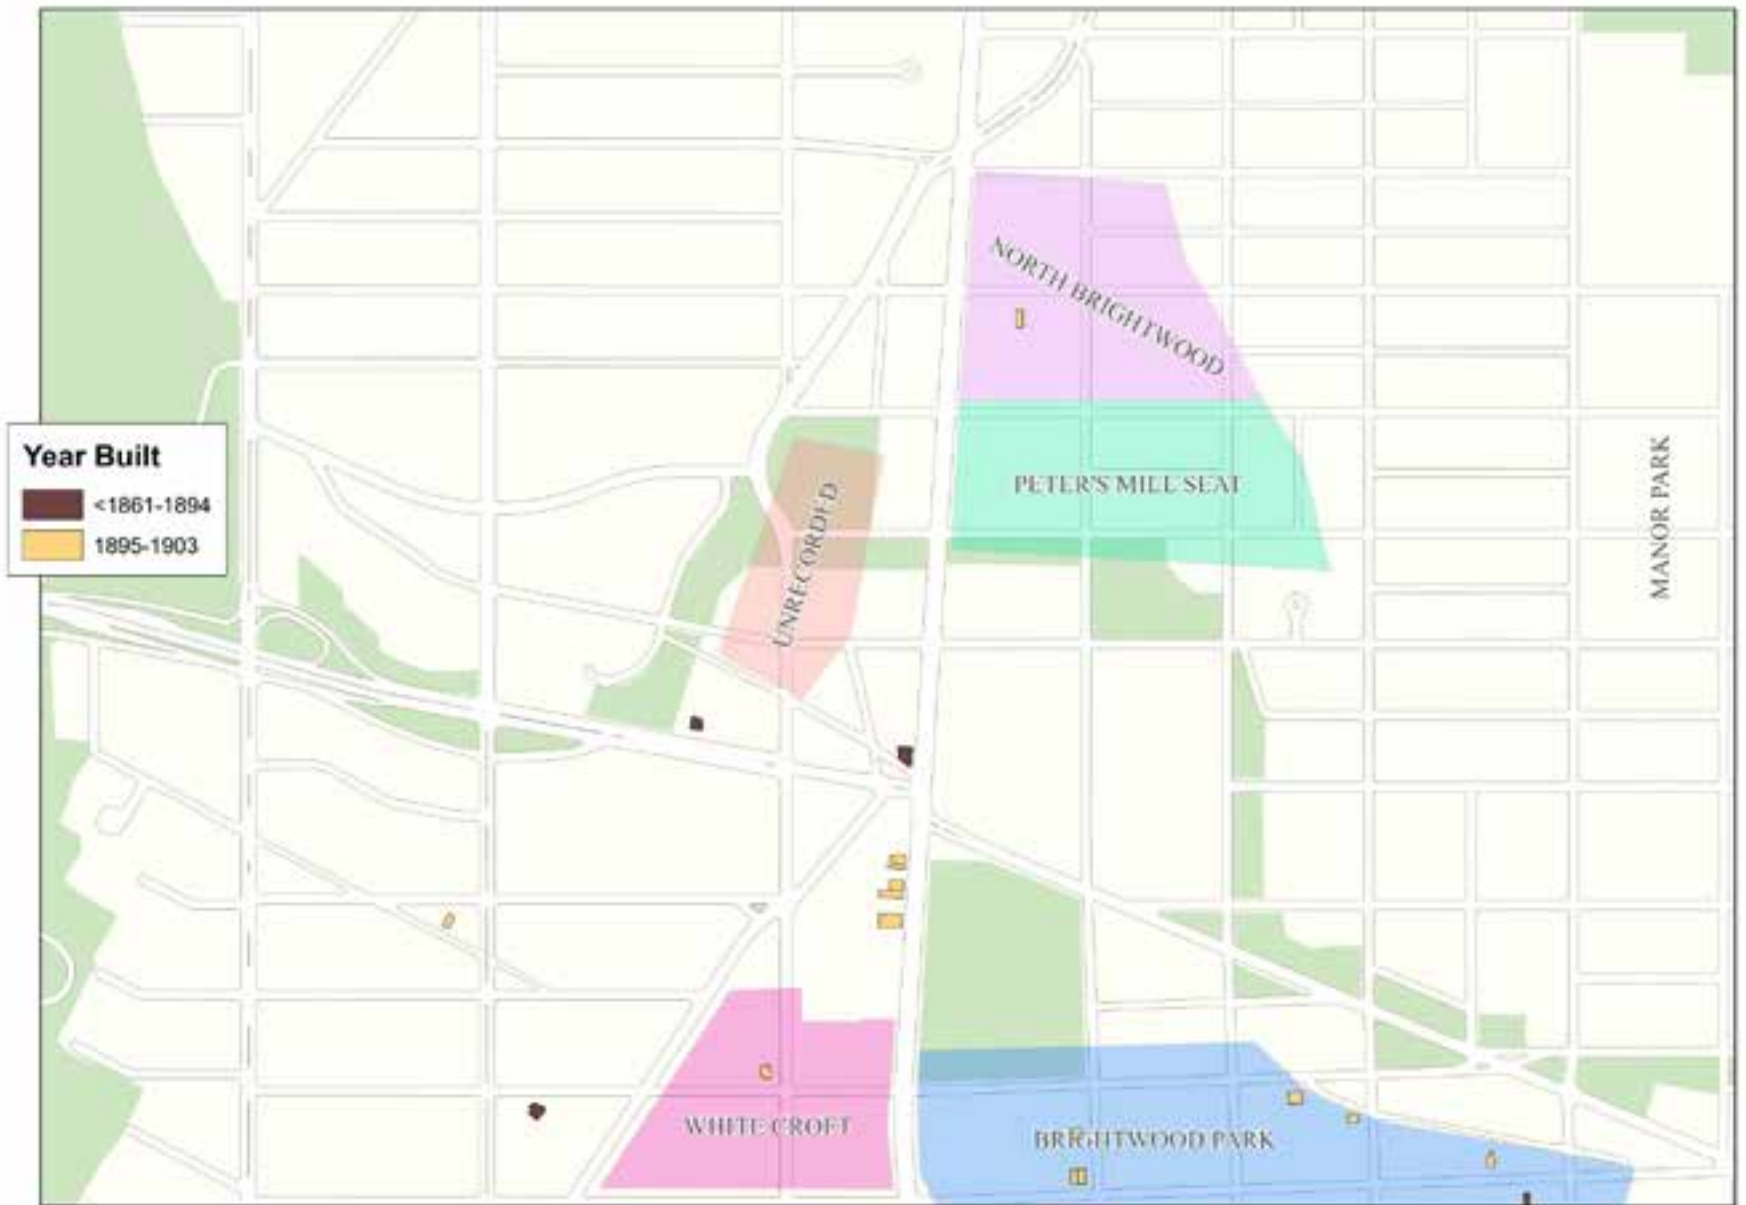 NORTH BRIGHTWOOD
Year Built
<1861-1894
1895-1903
UNRECORDED
PETER'S MILL SEAT
MANOR PARK
WHITE CROFT
BRIGHTWOOD PARK